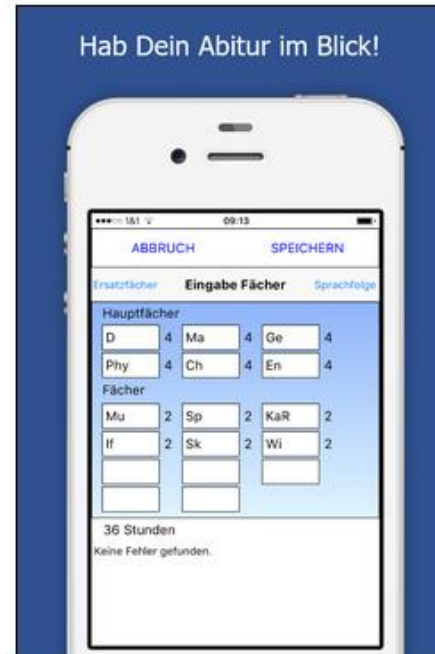 Hab Dein Abitur im Blick!
1&1 09:13
ABBRUCH SPEICHERN
Ersatzfächer Eingabe Fächer Sprachfolge
Hauptfächer
D 4 Ma 4 Ge 4
Phy 4 Ch 4 En 4
Fächer
Mu 2 Sp 2 KaR 2
If 2 Sk 2 Wi 2
36 Stunden
Keine Fehler gefunden.